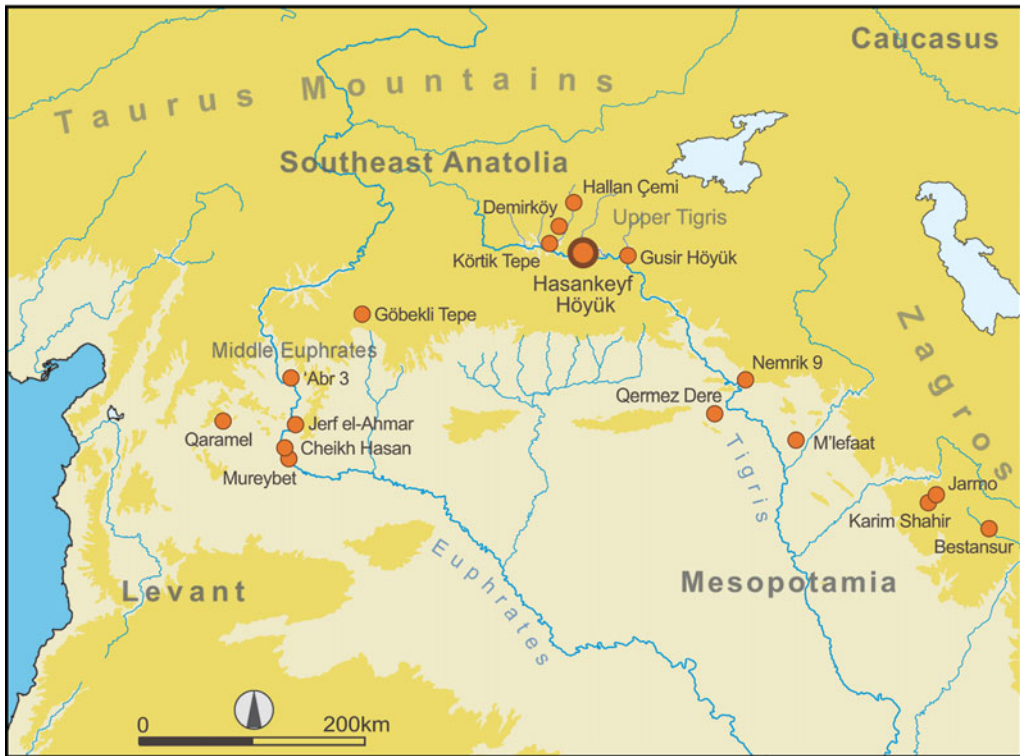 Caucasus
Taurus Mountains
Southeast Anatolia
Hallan Çemi
Demirköy
Upper Tigris
Körtik Tepe
Gusir Höyük
Hasankeyf
Höyük
Göbekli Tepe
Zagros
Middle Euphrates
Nemrik 9
'Abr 3
Qermez Dere
Jerf el-Ahmar
Qaramel
Cheikh Hasan
M'lefaat
Mureybet
Tigris
Jarmo
Karim Shahir
Bestansur
Euphrates
Levant
Mesopotamia
0
200km